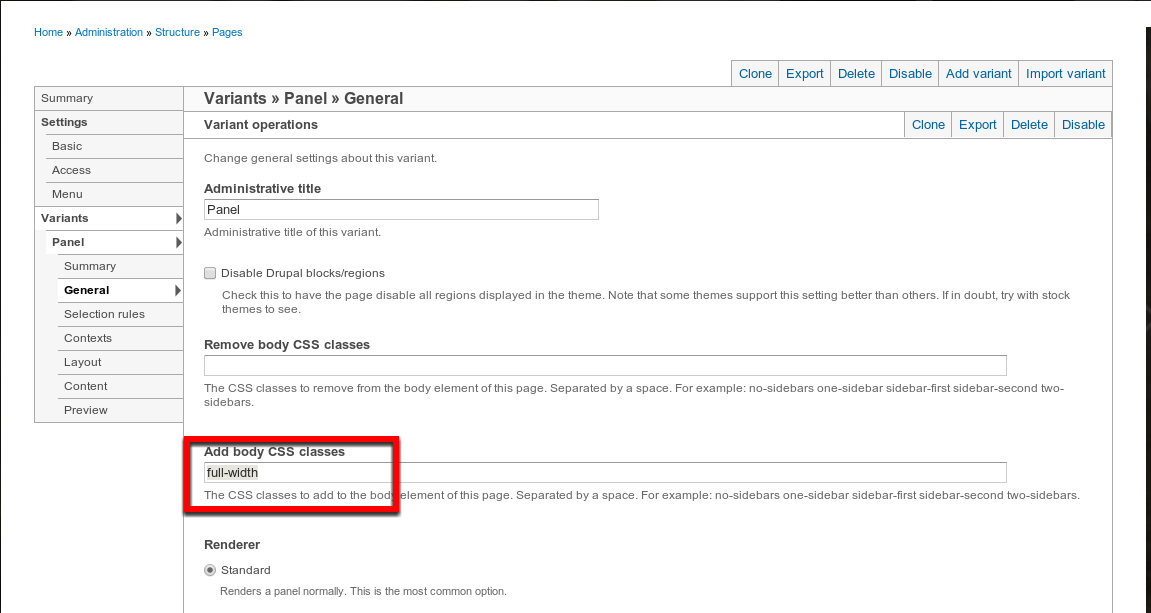 Home » Administration » Structure » Pages
Clone Export Delete Disable Add variant Import variant
Summary
Settings
Basic
Access
Menu
Variants
Panel
Summary
General
Selection rules
Contexts
Layout
Content
Preview
Variants » Panel » General
Variant operations
Clone Export Delete Disable
Change general settings about this variant.
Administrative title
Panel
Administrative title of this variant.
Disable Drupal blocks/regions
Check this to have the page disable all regions displayed in the theme. Note that some themes support this setting better than others. If in doubt, try with stock
themes to see.
Remove body CSS classes
The CSS classes to remove from the body element of this page. Separated by a space. For example: no-sidebars one-sidebar sidebar-first sidebar-second two-
sidebars.
Add body CSS classes
full-width
The CSS classes to add to the body element of this page. Separated by a space. For example: no-sidebars one-sidebar sidebar-first sidebar-second two-sidebars.
Renderer
Standard
Renders a panel normally. This is the most common option.